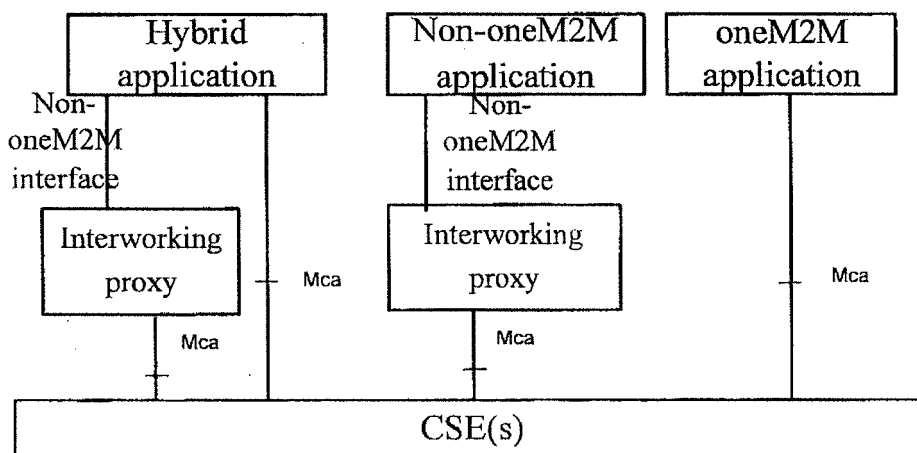 Hybrid
application
Non-oneM2M
application
oneM2M
application
Non-
oneM2M
interface
Non-
oneM2M
interface
Interworking
proxy
Interworking
proxy
Mca
Mca
Mca
Mca
CSE(s)